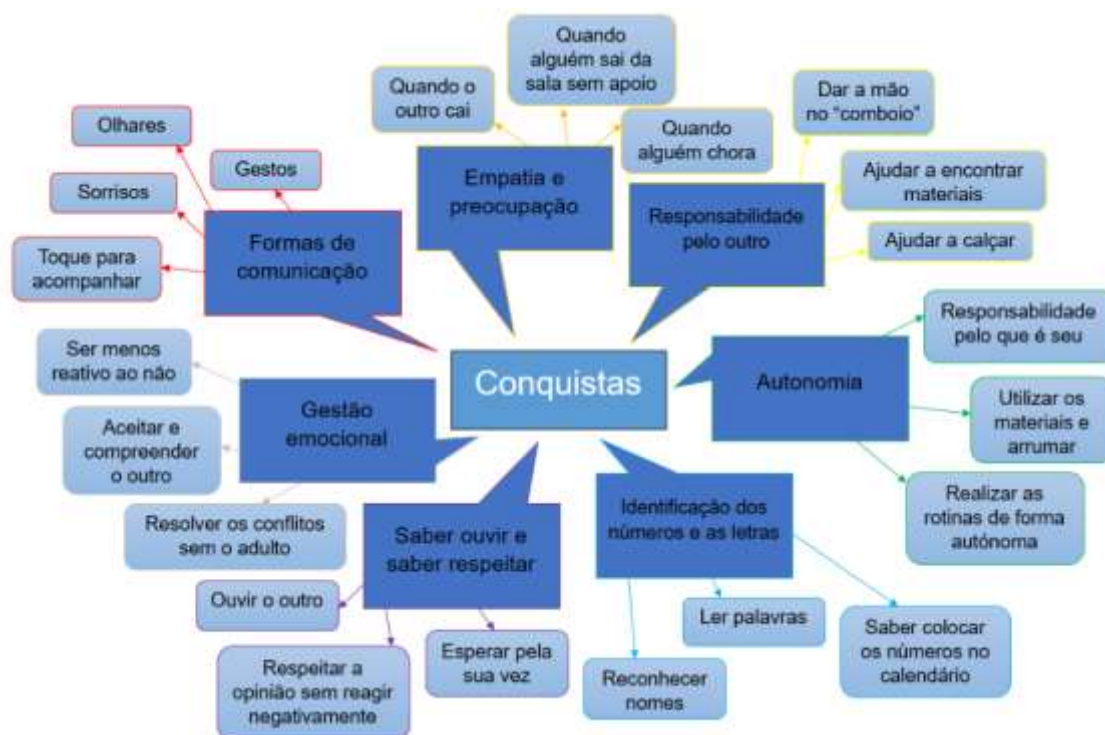 Quando
alguém sai da
sala sem apoio
Quando o
outro cai
Quando
alguém chora
Empatia e
preocupação
Dar a mão
no “comboio”
Ajudar a encontrar
materiais
Ajudar a calçar
Responsabilidade
pelo outro
Olhares
Gestos
Sorrisos
Toque para
acompanhar
Formas de
comunicação
Conquistas
Responsabilidade
pelo que é seu
Autonomia
Utilizar os
materiais e
arrumar
Realizar as
rotinas de forma
autónoma
Ser menos
reativo ao não
Gestão
emocional
Aceitar e
compreender
o outro
Resolver os conflitos
sem o adulto
Saber ouvir e
saber respeitar
Ouvir o outro
Respeitar a
opinião sem reagir
negativamente
Esperar pela
sua vez
Identificação dos
números e as letras
Ler palavras
Reconhecer
nomes
Saber colocar
os números no
calendário